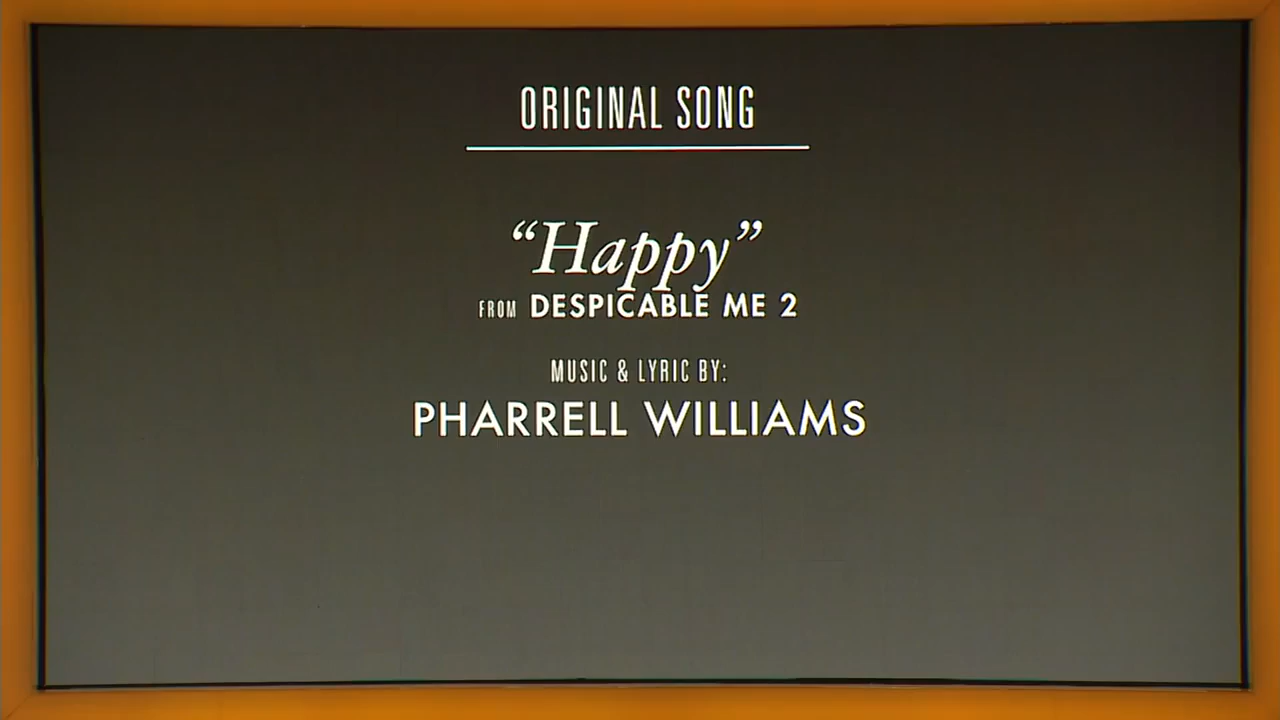 ORIGINAL SONG
“Happy”
FROM DESPICABLE ME 2
MUSIC & LYRIC BY:
PHARRELL WILLIAMS